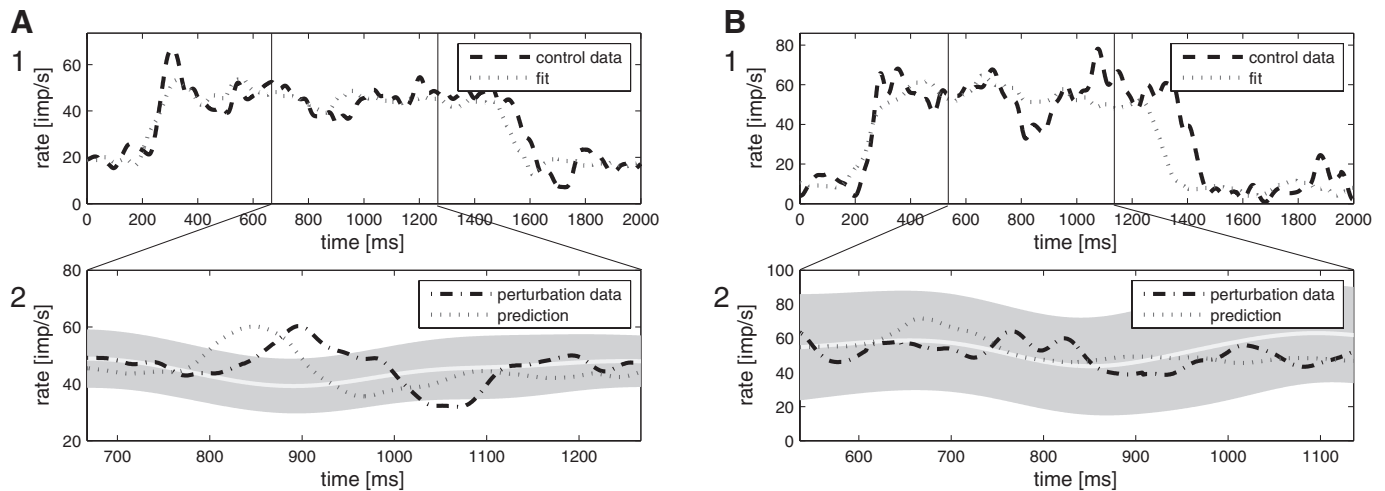 A
1
rate [imp/s]
60
40
20
0
control data
fit
0 200 400 600 800 1000 1200 1400 1600 1800 2000
time [ms]
2
rate [imp/s]
80
60
40
20
perturbation data
prediction
700 800 900 1000 1100 1200
time [ms]
B
1
rate [imp/s]
80
60
40
20
0
control data
fit
0 200 400 600 800 1000 1200 1400 1600 1800 2000
time [ms]
2
rate [imp/s]
100
80
60
40
20
0
perturbation data
prediction
600 700 800 900 1000 1100
time [ms]